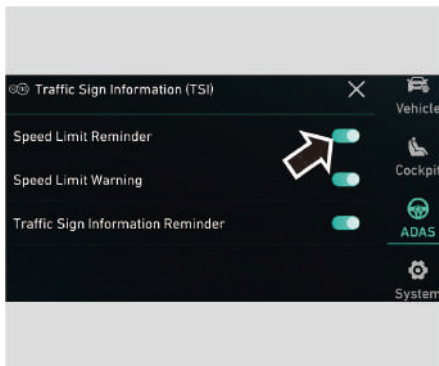 Traffic Sign Information (TSI)
Vehicle
Speed Limit Reminder
Cockpit
Speed Limit Warning
ADAS
Traffic Sign Information Reminder
System